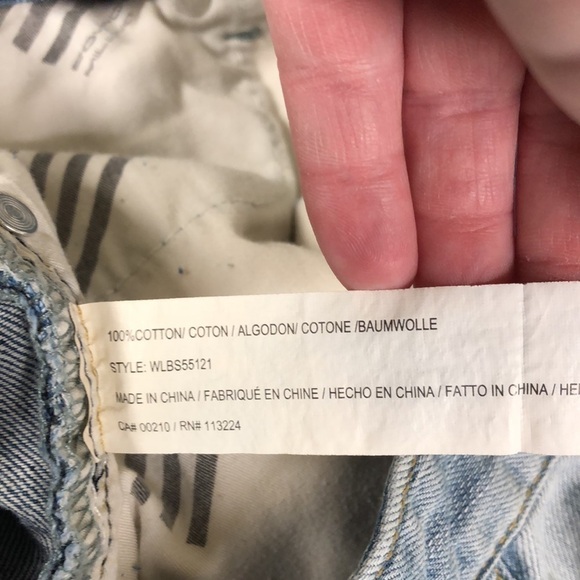 100%COTTON/ COTON / ALGODON/ COTONE /BAUMWOLLE
STYLE: WLBS55121
MADE IN CHINA / FABRIQUÉ EN CHINE / HECHO EN CHINA / FATTO IN CHINA / HE
CA# 00210 / RN# 113224